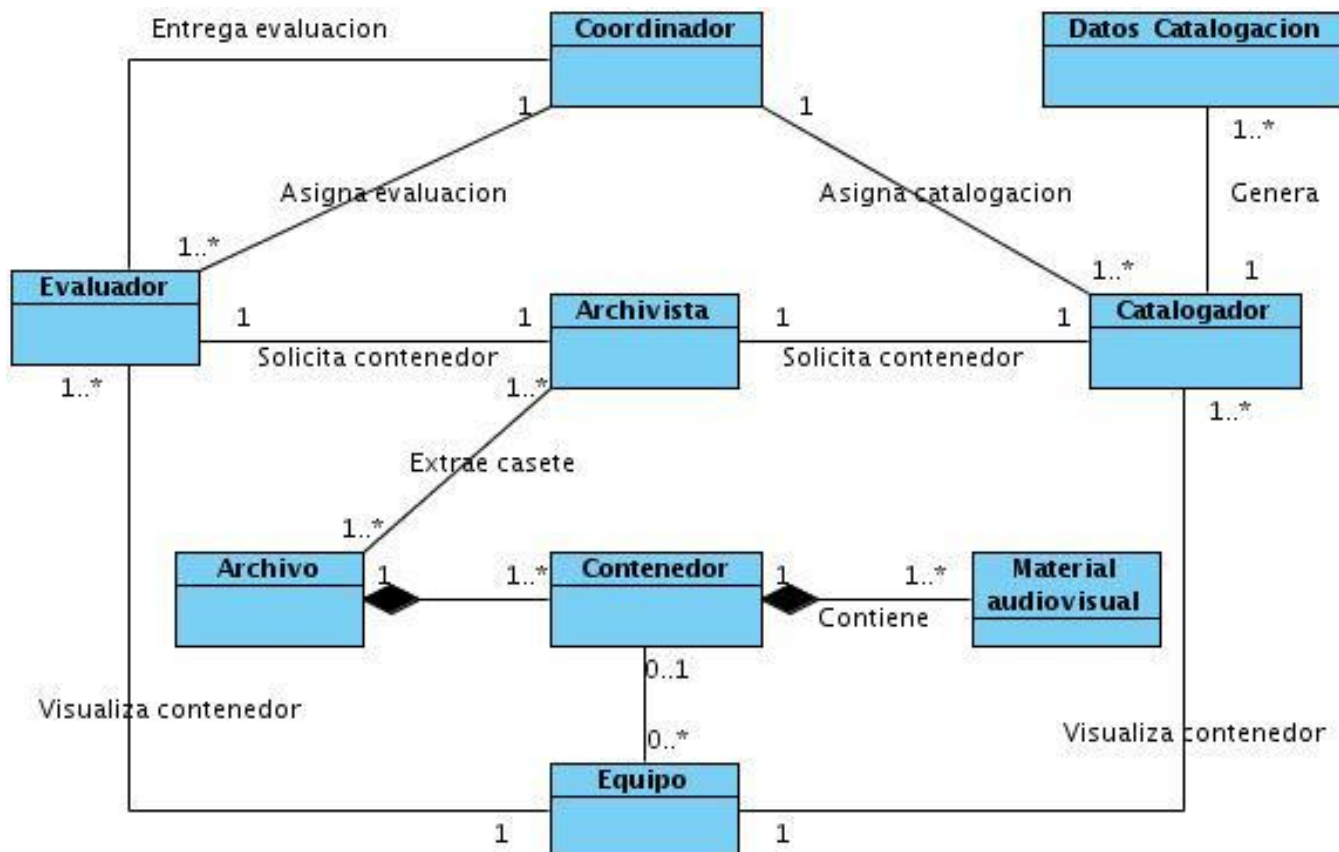 Entrega evaluacion
Coordinador
Datos Catalogacion
1
1
1..*
Asigna evaluacion
Asigna catalogacion
Genera
1..*
1..*
1
Evaluador
Archivista
Catalogador
1
1
1
1
Solicita contenedor
Solicita contenedor
1..*
1..*
1..*
Extrae casete
1..*
Archivo
1
1..*
Contenedor
1
1..*
Material
audiovisual
Contiene
0..1
Visualiza contenedor
Visualiza contenedor
0..*
Equipo
1
1